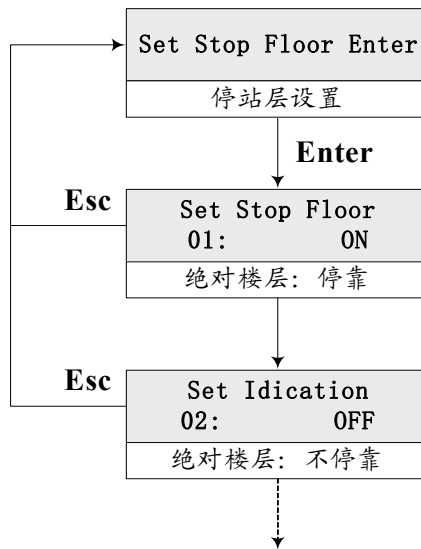 Set Stop Floor Enter
停站层设置
Enter
Esc
Set Stop Floor
01: ON
绝对楼层: 停靠
Esc
Set Idication
02: OFF
绝对楼层: 不停靠